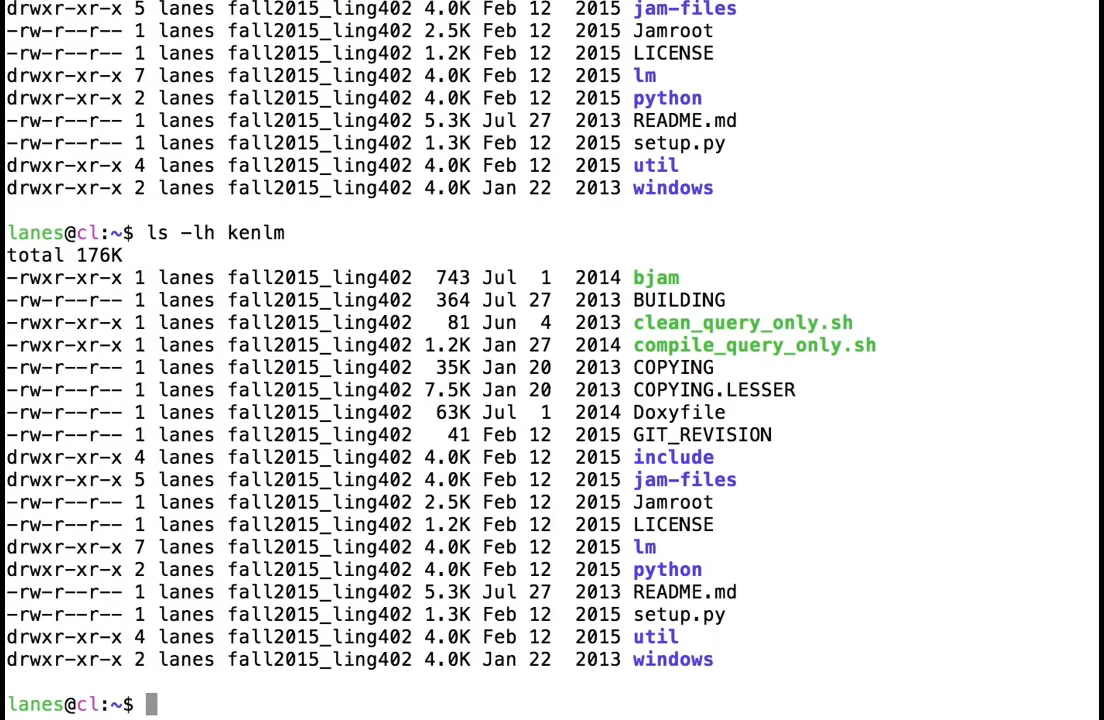 drwxr-xr-x 5 lanes fall2015_ling402 4.0K Feb 12  2015 jam-files
-rw-r--r-- 1 lanes fall2015_ling402 2.5K Feb 12  2015 Jamroot
-rw-r--r-- 1 lanes fall2015_ling402 1.2K Feb 12  2015 LICENSE
drwxr-xr-x 7 lanes fall2015_ling402 4.0K Feb 12  2015 lm
drwxr-xr-x 2 lanes fall2015_ling402 4.0K Feb 12  2015 python
-rw-r--r-- 1 lanes fall2015_ling402 5.3K Jul 27  2013 README.md
-rw-r--r-- 1 lanes fall2015_ling402 1.3K Feb 12  2015 setup.py
drwxr-xr-x 4 lanes fall2015_ling402 4.0K Feb 12  2015 util
drwxr-xr-x 2 lanes fall2015_ling402 4.0K Jan 22  2013 windows
lanes@cl:~$ ls -lh kenlm
total 176K
-rwxr-xr-x 1 lanes fall2015_ling402  743 Jul  1  2014 bjam
-rw-r--r-- 1 lanes fall2015_ling402  364 Jul 27  2013 BUILDING
-rwxr-xr-x 1 lanes fall2015_ling402   81 Jun  4  2013 clean_query_only.sh
-rwxr-xr-x 1 lanes fall2015_ling402 1.2K Jan 27  2014 compile_query_only.sh
-rw-r--r-- 1 lanes fall2015_ling402  35K Jan 20  2013 COPYING
-rw-r--r-- 1 lanes fall2015_ling402 7.5K Jan 20  2013 COPYING.LESSER
-rw-r--r-- 1 lanes fall2015_ling402  63K Jul  1  2014 Doxyfile
-rw-r--r-- 1 lanes fall2015_ling402   41 Feb 12  2015 GIT_REVISION
drwxr-xr-x 4 lanes fall2015_ling402 4.0K Feb 12  2015 include
drwxr-xr-x 5 lanes fall2015_ling402 4.0K Feb 12  2015 jam-files
-rw-r--r-- 1 lanes fall2015_ling402 2.5K Feb 12  2015 Jamroot
-rw-r--r-- 1 lanes fall2015_ling402 1.2K Feb 12  2015 LICENSE
drwxr-xr-x 7 lanes fall2015_ling402 4.0K Feb 12  2015 lm
drwxr-xr-x 2 lanes fall2015_ling402 4.0K Feb 12  2015 python
-rw-r--r-- 1 lanes fall2015_ling402 5.3K Jul 27  2013 README.md
-rw-r--r-- 1 lanes fall2015_ling402 1.3K Feb 12  2015 setup.py
drwxr-xr-x 4 lanes fall2015_ling402 4.0K Feb 12  2015 util
drwxr-xr-x 2 lanes fall2015_ling402 4.0K Jan 22  2013 windows
lanes@cl:~$